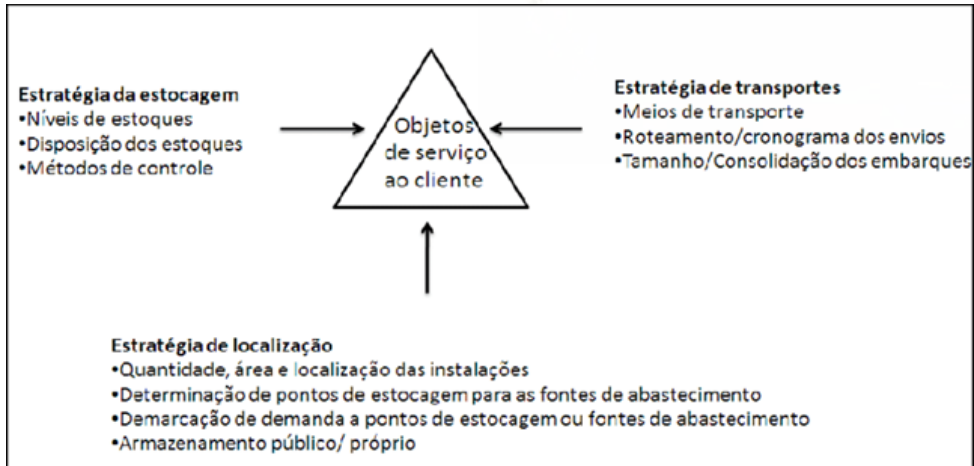 Estratégia da estocagem
•Níveis de estoques
•Disposição dos estoques
•Métodos de controle
Objetos
de serviço
ao cliente
Estratégia de transportes
•Meios de transporte
•Roteamento/cronograma dos envios
•Tamanho/Consolidação dos embarques
Estratégia de localização
•Quantidade, área e localização das instalações
•Determinação de pontos de estocagem para as fontes de abastecimento
•Demarcação de demanda a pontos de estocagem ou fontes de abastecimento
•Armazenamento público/ próprio